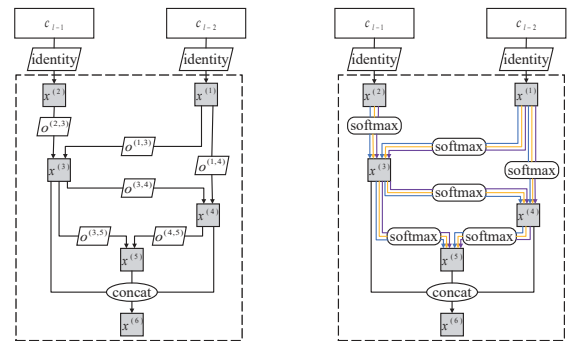 c_{l-1} c_{l-2}
identity identity
x^{(2)} x^{(1)}
o^{(2,3)}
o^{(1,3)}
x^{(3)} o^{(1,4)}
o^{(3,4)}
x^{(4)}
o^{(3,5)} o^{(4,5)}
x^{(5)}
concat
x^{(6)}
c_{l-1} c_{l-2}
identity identity
x^{(2)} x^{(1)}
softmax
softmax
x^{(3)} softmax
softmax
x^{(4)}
softmax softmax
x^{(5)}
concat
x^{(6)}